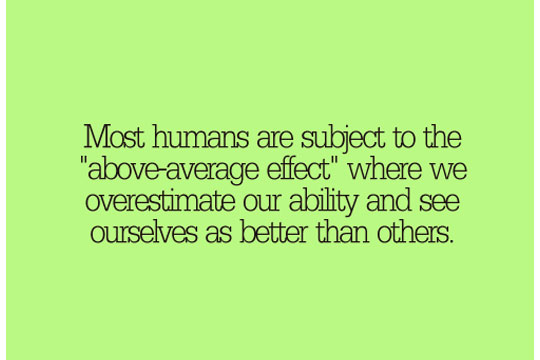 Most humans are subject to the
"above-average effect" where we
overestimate our ability and see
ourselves as better than others.